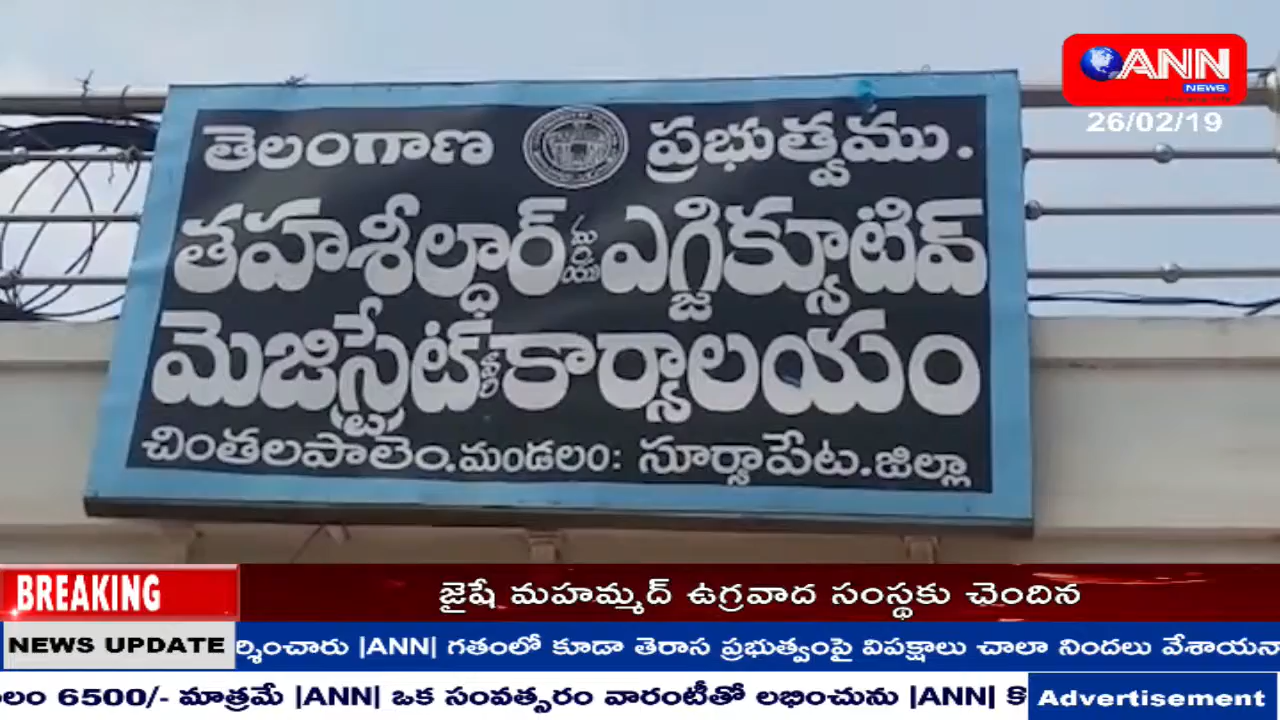 ANN
NEWS
26/02/19
తెలంగాణ ప్రభుత్వము.
తహశీల్దార్ మరియు ఎగ్జిక్యూటివ్
మెజిస్ట్రేట్ వారి కార్యాలయం
చింతలపాలెం.మండలం: సూర్యాపేట.జిల్లా
BREAKING
జైషే మహమ్మద్ ఉగ్రవాద సంస్థకు చెందిన
NEWS UPDATE
ర్శించారు |ANN| గతంలో కూడా తెరాస ప్రభుత్వంపై విపక్షాలు చాలా నిందలు వేశాయనా
లం 6500/- మాత్రమే |ANN| ఒక సంవత్సరం వారంటీతో లభించును |ANN| కి
Advertisement